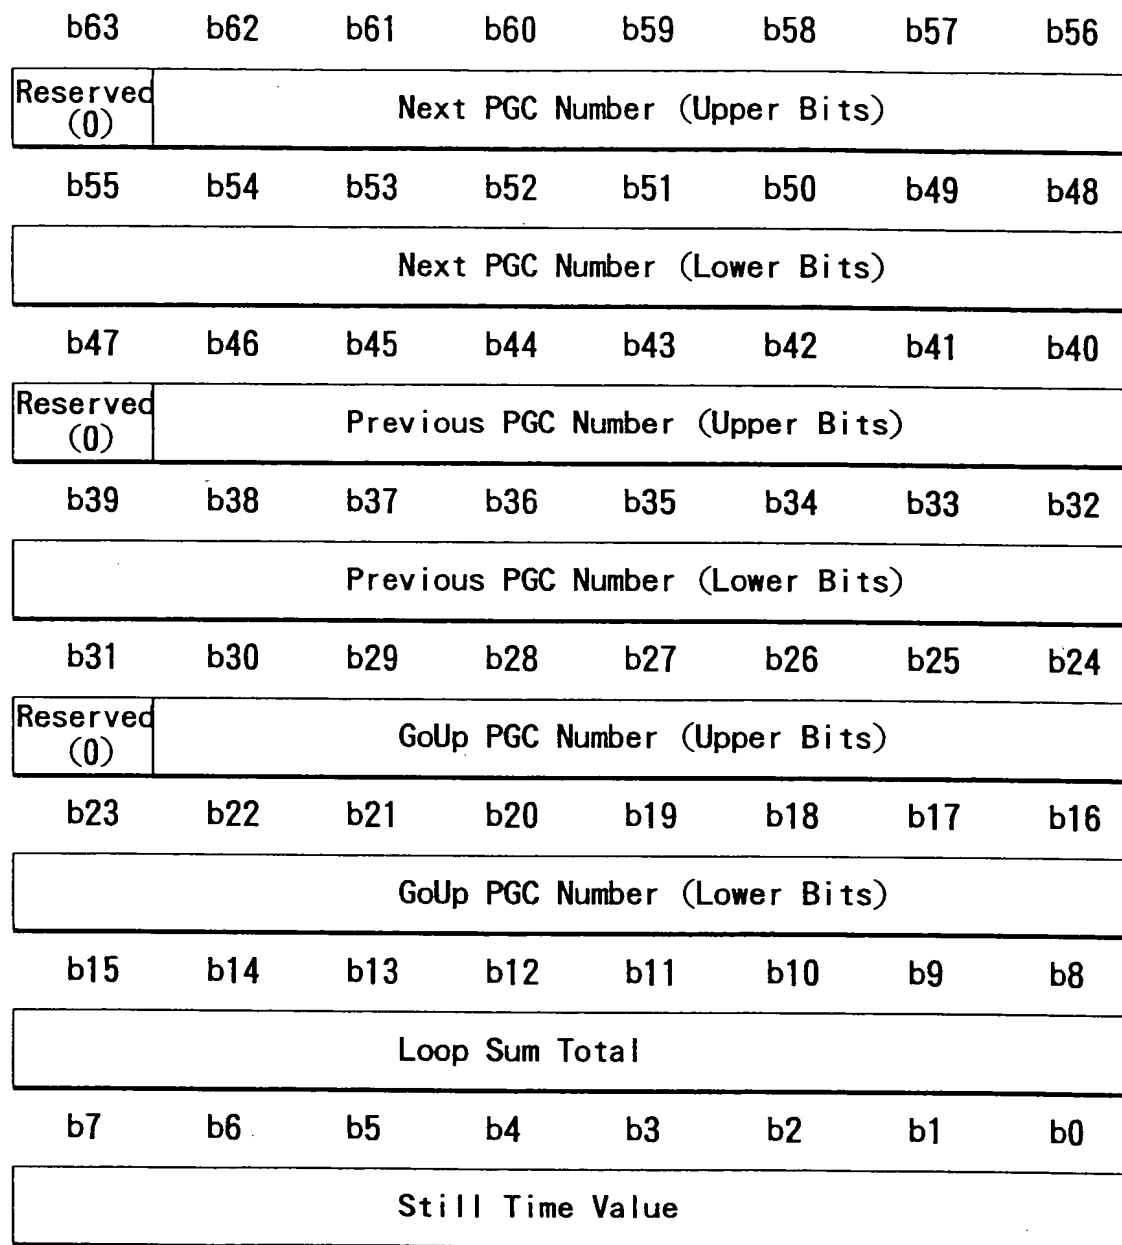 b63 b62 b61 b60 b59 b58 b57 b56
Reserved
(0)
Next PGC Number (Upper Bits)
b55 b54 b53 b52 b51 b50 b49 b48
Next PGC Number (Lower Bits)
b47 b46 b45 b44 b43 b42 b41 b40
Reserved
(0)
Previous PGC Number (Upper Bits)
b39 b38 b37 b36 b35 b34 b33 b32
Previous PGC Number (Lower Bits)
b31 b30 b29 b28 b27 b26 b25 b24
Reserved
(0)
GoUp PGC Number (Upper Bits)
b23 b22 b21 b20 b19 b18 b17 b16
GoUp PGC Number (Lower Bits)
b15 b14 b13 b12 b11 b10 b9 b8
Loop Sum Total
b7 b6 b5 b4 b3 b2 b1 b0
Still Time Value